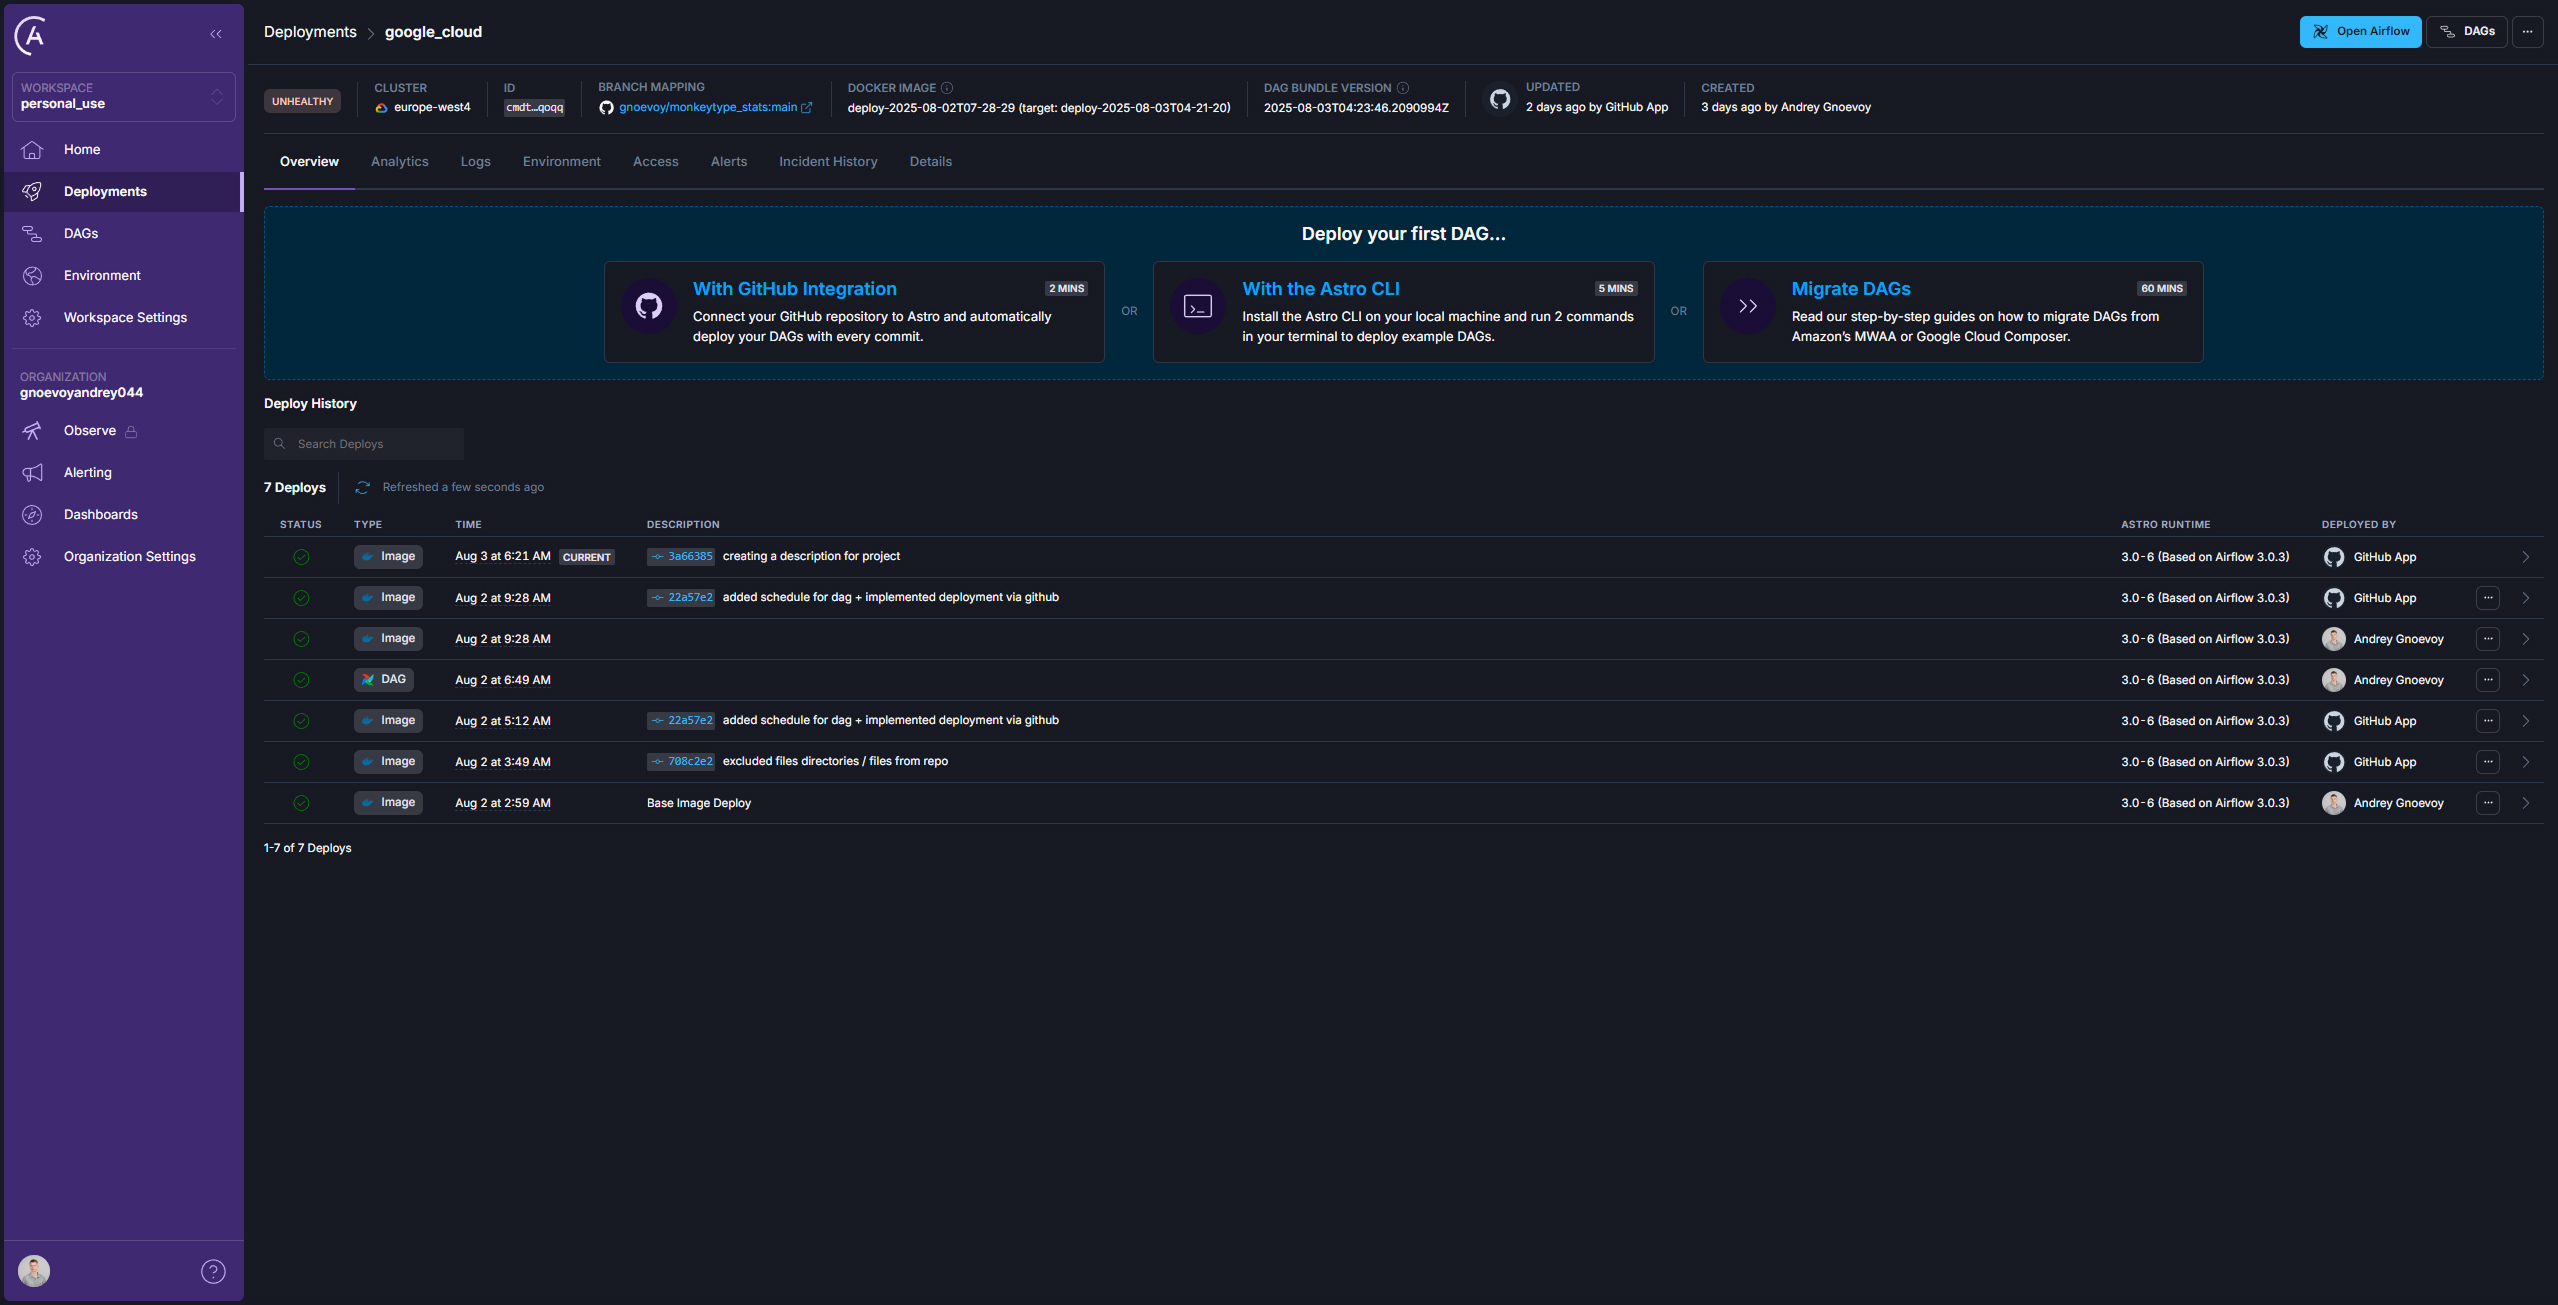 WORKSPACE
personal_use
Home
Deployments
DAGs
Environment
Workspace Settings
ORGANIZATION
gnoevoyandrey044
Observe
Alerting
Dashboards
Organization Settings
Deployments > google_cloud
Open Airflow
DAGs
...
UNHEALTHY
CLUSTER
europe-west4
ID
cmdt…qoqq
BRANCH MAPPING
gnoevoy/monkeytype_stats:main
DOCKER IMAGE
deploy-2025-08-02T07-28-29 (target: deploy-2025-08-03T04-21-20)
DAG BUNDLE VERSION
2025-08-03T04:23:46.2090994Z
UPDATED
2 days ago by GitHub App
CREATED
3 days ago by Andrey Gnoevoy
Overview Analytics Logs Environment Access Alerts Incident History Details
Deploy your first DAG...
With GitHub Integration 2 MINS
Connect your GitHub repository to Astro and automatically
deploy your DAGs with every commit.
OR
With the Astro CLI 5 MINS
Install the Astro CLI on your local machine and run 2 commands
in your terminal to deploy example DAGs.
OR
Migrate DAGs 60 MINS
Read our step-by-step guides on how to migrate DAGs from
Amazon's MWAA or Google Cloud Composer.
Deploy History
Search Deploys
7 Deploys Refreshed a few seconds ago
STATUS TYPE TIME DESCRIPTION ASTRO RUNTIME DEPLOYED BY
Image Aug 3 at 6:21 AM CURRENT 3a66385 creating a description for project 3.0-6 (Based on Airflow 3.0.3) GitHub App
Image Aug 2 at 9:28 AM 22a57e2 added schedule for dag + implemented deployment via github 3.0-6 (Based on Airflow 3.0.3) GitHub App ...
Image Aug 2 at 9:28 AM 3.0-6 (Based on Airflow 3.0.3) Andrey Gnoevoy ...
DAG Aug 2 at 6:49 AM 3.0-6 (Based on Airflow 3.0.3) Andrey Gnoevoy ...
Image Aug 2 at 5:12 AM 22a57e2 added schedule for dag + implemented deployment via github 3.0-6 (Based on Airflow 3.0.3) GitHub App ...
Image Aug 2 at 3:49 AM 708c2e2 excluded files directories / files from repo 3.0-6 (Based on Airflow 3.0.3) GitHub App ...
Image Aug 2 at 2:59 AM Base Image Deploy 3.0-6 (Based on Airflow 3.0.3) Andrey Gnoevoy ...
1-7 of 7 Deploys